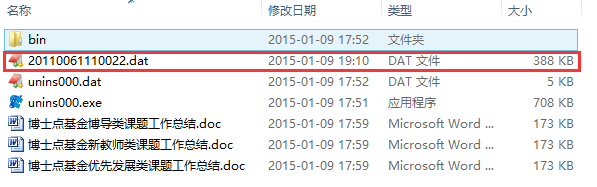 名称 修改日期 类型 大小
bin 2015-01-09 17:52 文件夹
20110061110022.dat 2015-01-09 19:10 DAT 文件 388 KB
unins000.dat 2015-01-09 17:52 DAT 文件 5 KB
unins000.exe 2015-01-09 17:51 应用程序 708 KB
博士点基金博导类课题工作总结.doc 2015-01-09 17:59 Microsoft Word ... 173 KB
博士点基金新教师类课题工作总结.doc 2015-01-09 17:59 Microsoft Word ... 173 KB
博士点基金优先发展类课题工作总结.doc 2015-01-09 17:59 Microsoft Word ... 173 KB